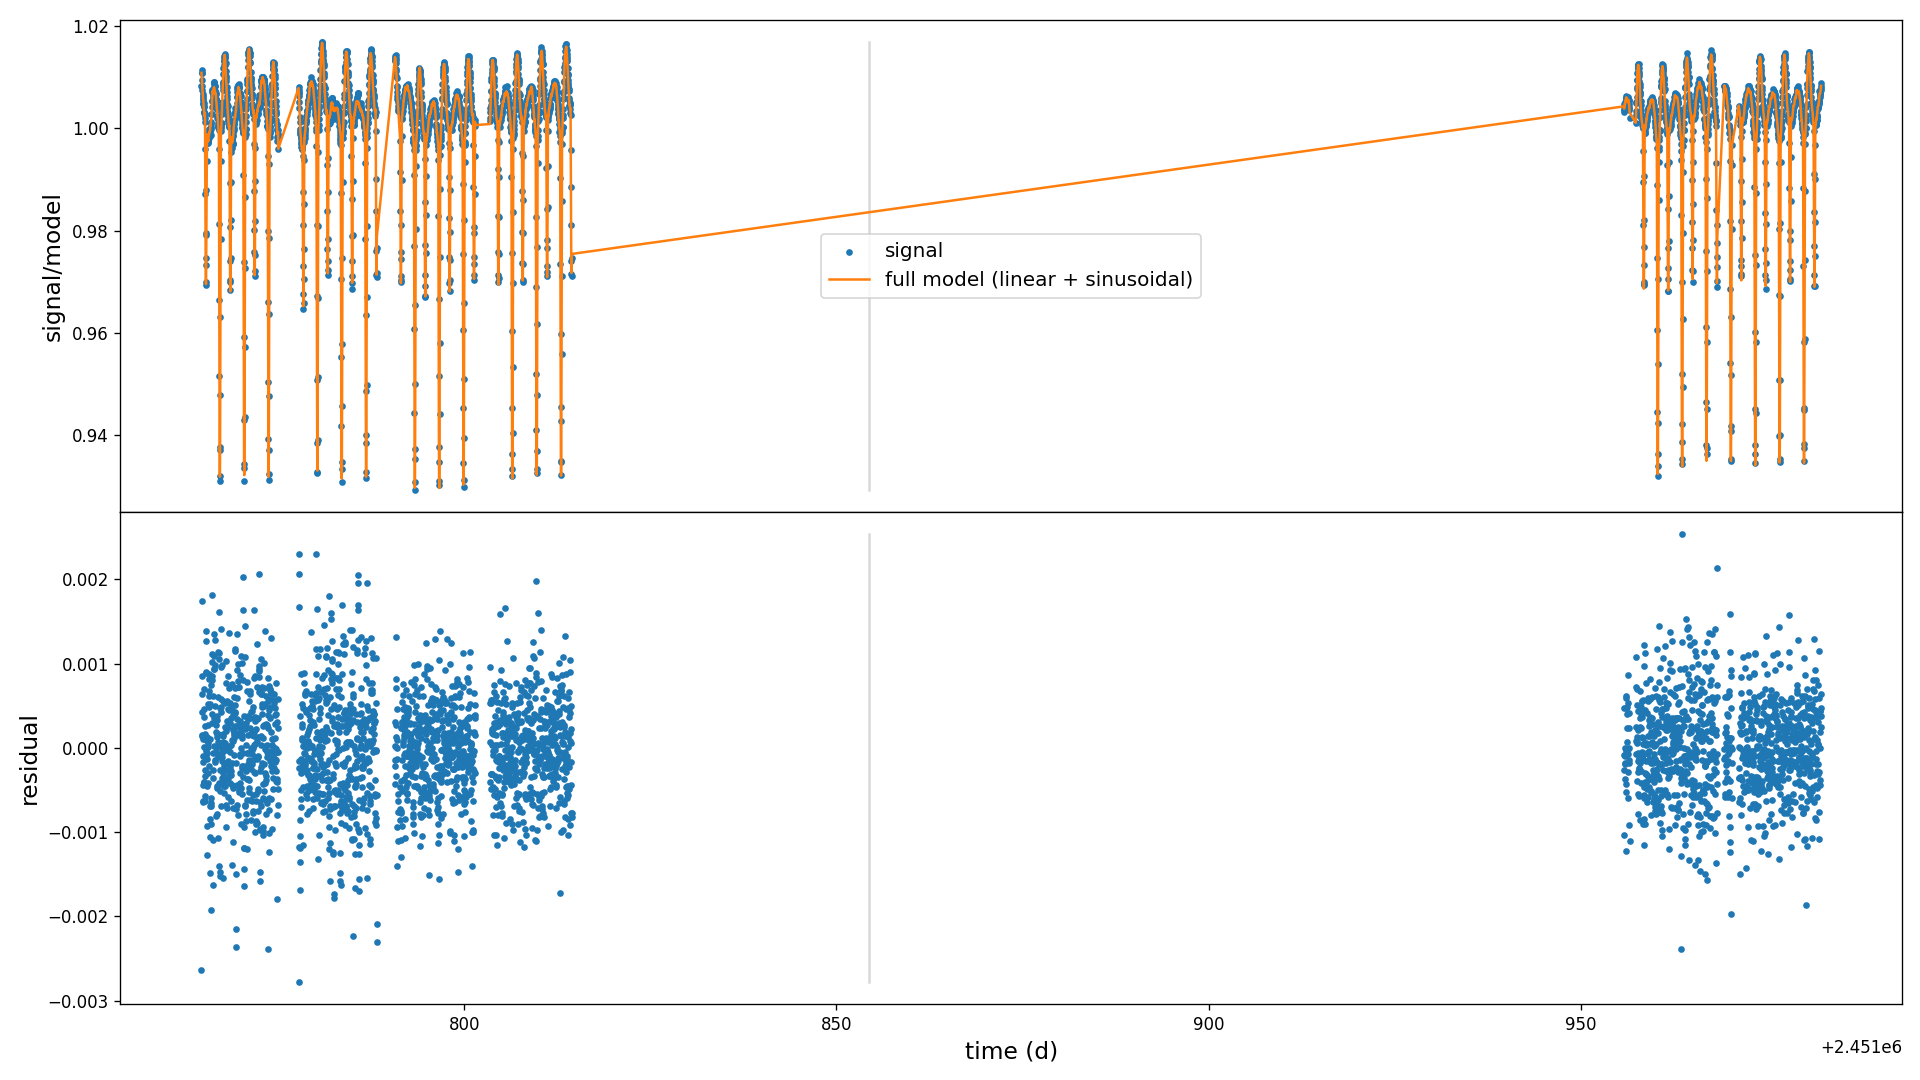 1.02
1.00
0.98
0.96
0.94
signal/model
signal
full model (linear + sinusoidal)
0.002
0.001
0.000
−0.001
−0.002
−0.003
residual
800
850
900
950
time (d)
+2.451e6